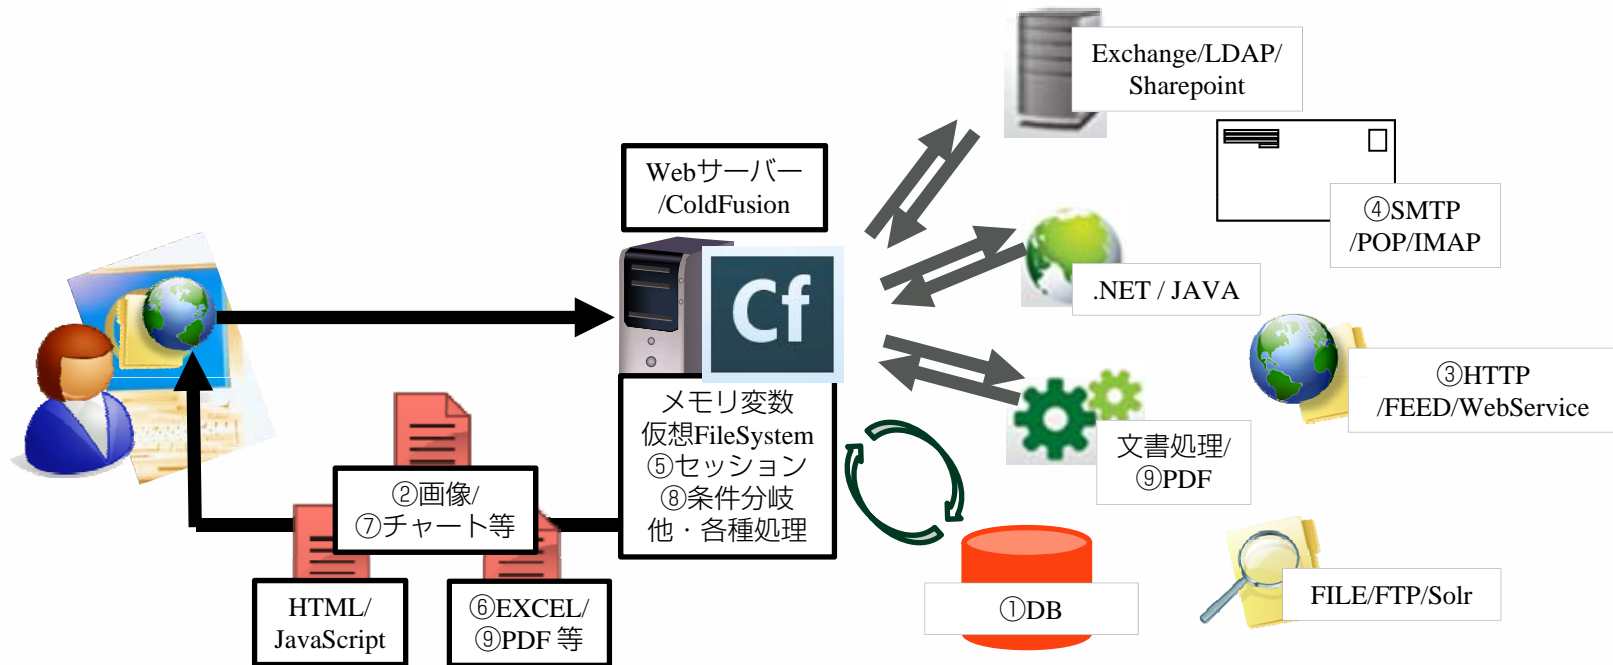 Exchange/LDAP/
Sharepoint
Webサーバー
/ColdFusion
④SMTP
/POP/IMAP
.NET / JAVA
Cf
③HTTP
/FEED/WebService
メモリ変数
仮想FileSystem
⑤セッション
⑧条件分岐
他・各種処理
文書処理/
⑨PDF
②画像/
⑦チャート等
HTML/
JavaScript
⑥EXCEL/
⑨PDF 等
①DB
FILE/FTP/Solr